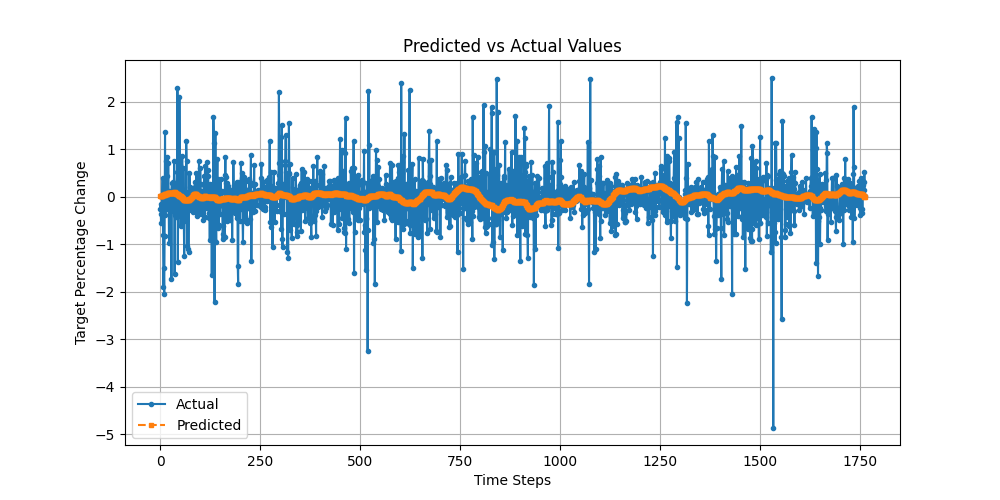 Predicted vs Actual Values
Target Percentage Change
2
1
0
−1
−2
−3
−4
−5
Actual
Predicted
0 250 500 750 1000 1250 1500 1750
Time Steps